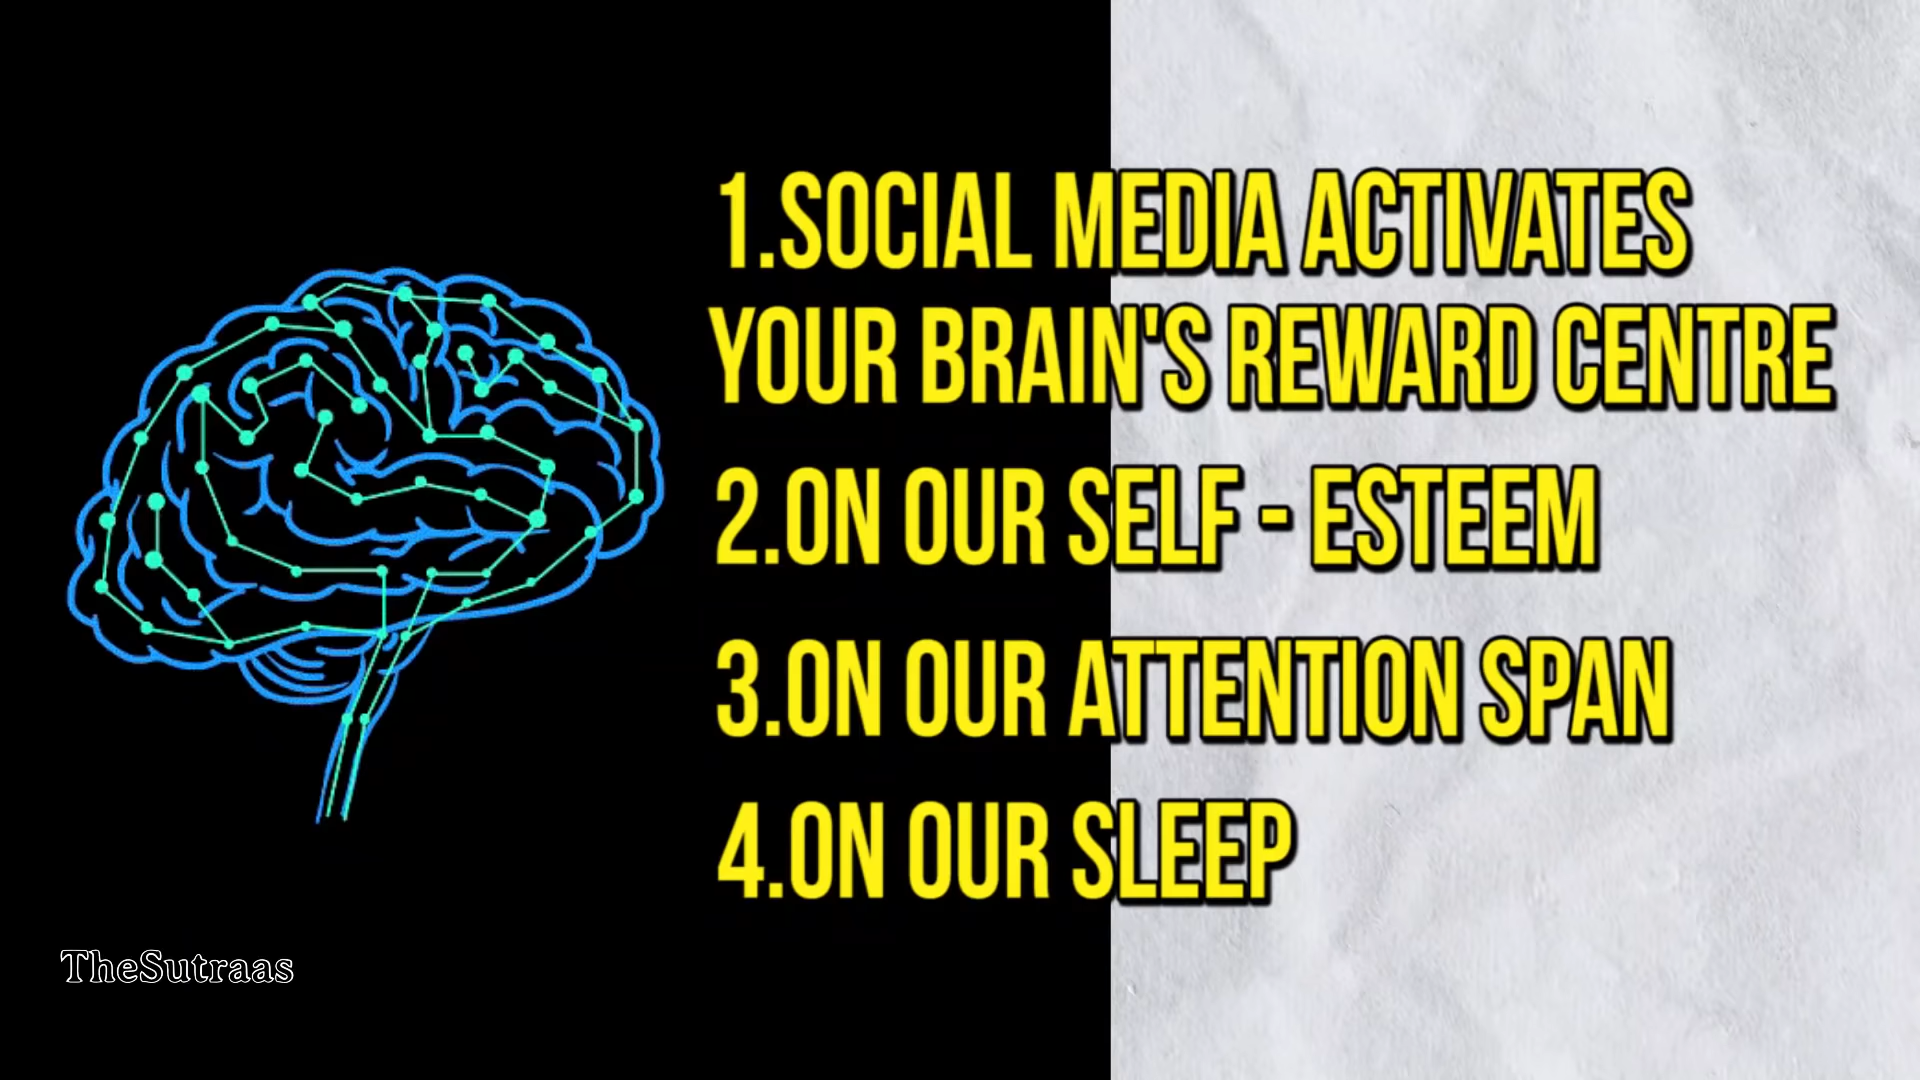 1.SOCIAL MEDIA ACTIVATES
YOUR BRAIN'S REWARD CENTRE
2.ON OUR SELF - ESTEEM
3.ON OUR ATTENTION SPAN
4.ON OUR SLEEP
TheSutraas